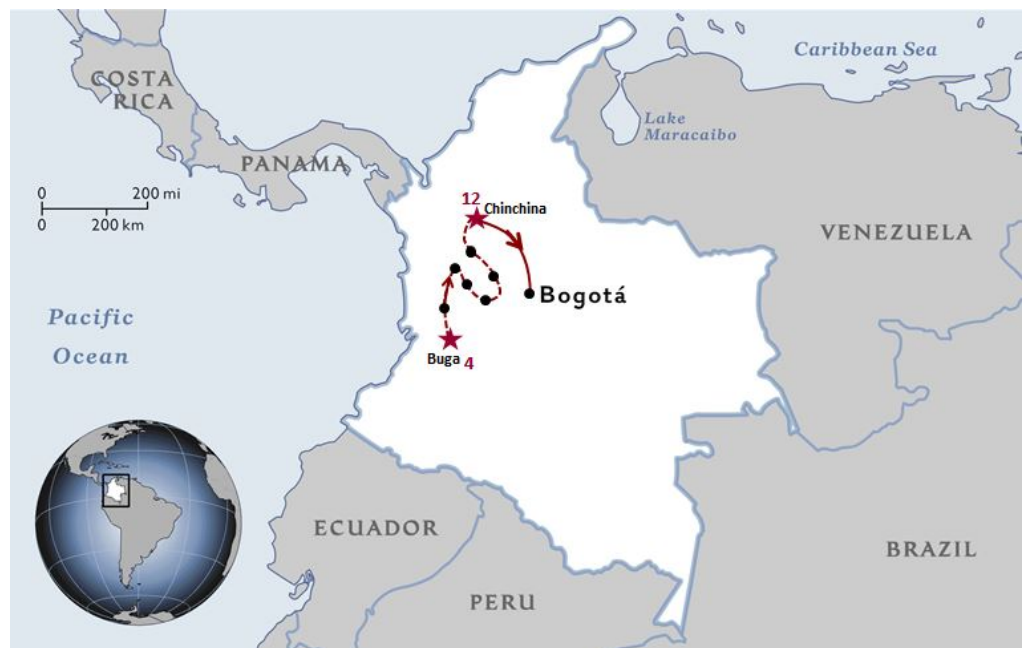 Caribbean Sea
COSTA
RICA
Lake
Maracaibo
PANAMA
0 200 mi
0 200 km
12
Chinchina
VENEZUELA
Bogotá
Pacific
Ocean
Buga 4
ECUADOR
BRAZIL
PERU